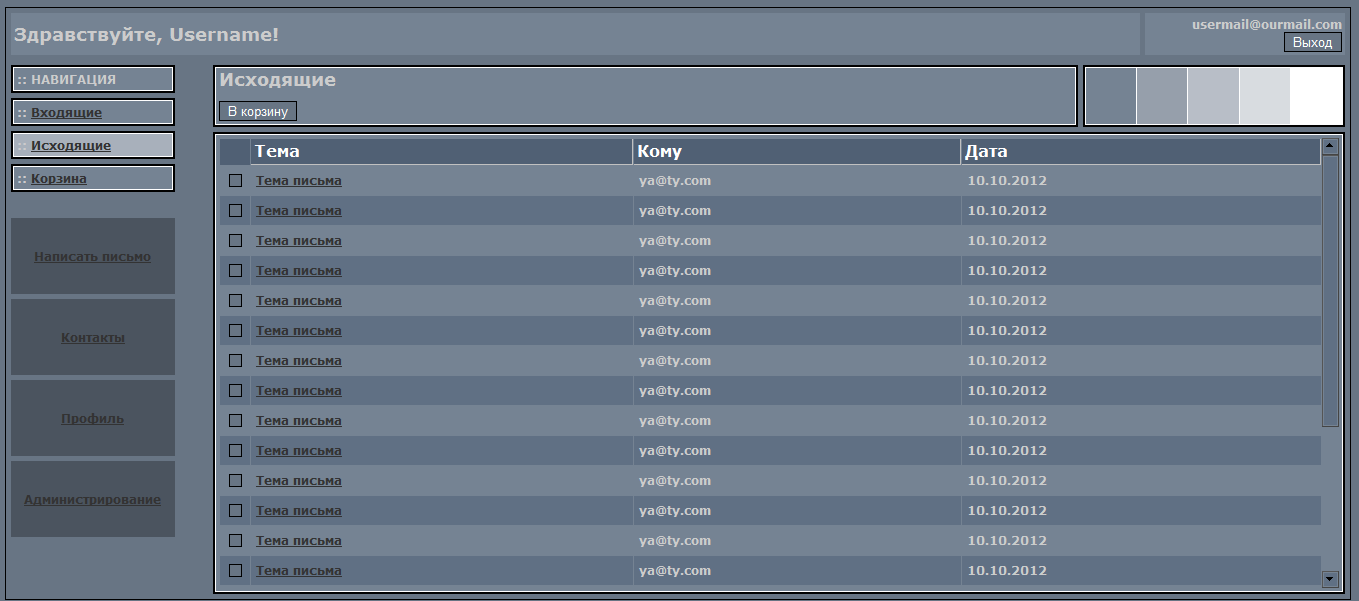 Здравствуйте, Username!
usermail@ourmail.com
Выход
:: НАВИГАЦИЯ
:: Входящие
:: Исходящие
:: Корзина
Написать письмо
Контакты
Профиль
Администрирование
Исходящие
В корзину
Тема Кому Дата
Тема письма ya@ty.com 10.10.2012
Тема письма ya@ty.com 10.10.2012
Тема письма ya@ty.com 10.10.2012
Тема письма ya@ty.com 10.10.2012
Тема письма ya@ty.com 10.10.2012
Тема письма ya@ty.com 10.10.2012
Тема письма ya@ty.com 10.10.2012
Тема письма ya@ty.com 10.10.2012
Тема письма ya@ty.com 10.10.2012
Тема письма ya@ty.com 10.10.2012
Тема письма ya@ty.com 10.10.2012
Тема письма ya@ty.com 10.10.2012
Тема письма ya@ty.com 10.10.2012
Тема письма ya@ty.com 10.10.2012